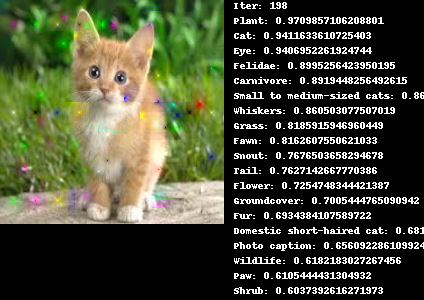 Iter: 198
Plant: 0.9709857106208801
Cat: 0.9411633610725403
Eye: 0.9406952261924744
Felidae: 0.8995256423950195
Carnivore: 0.8919448256492615
Small to medium-sized cats: 0.86
Whiskers: 0.860503077507019
Grass: 0.8185915946960449
Fawn: 0.8162607550621033
Snout: 0.7676503658294678
Tail: 0.7627142667770386
Flower: 0.7254748344421387
Groundcover: 0.7005444765090942
Fur: 0.6934384107589722
Domestic short-haired cat: 0.681
Photo caption: 0.656092286109924
Wildlife: 0.6182183027267456
Paw: 0.6105444431304932
Shrub: 0.6037392616271973